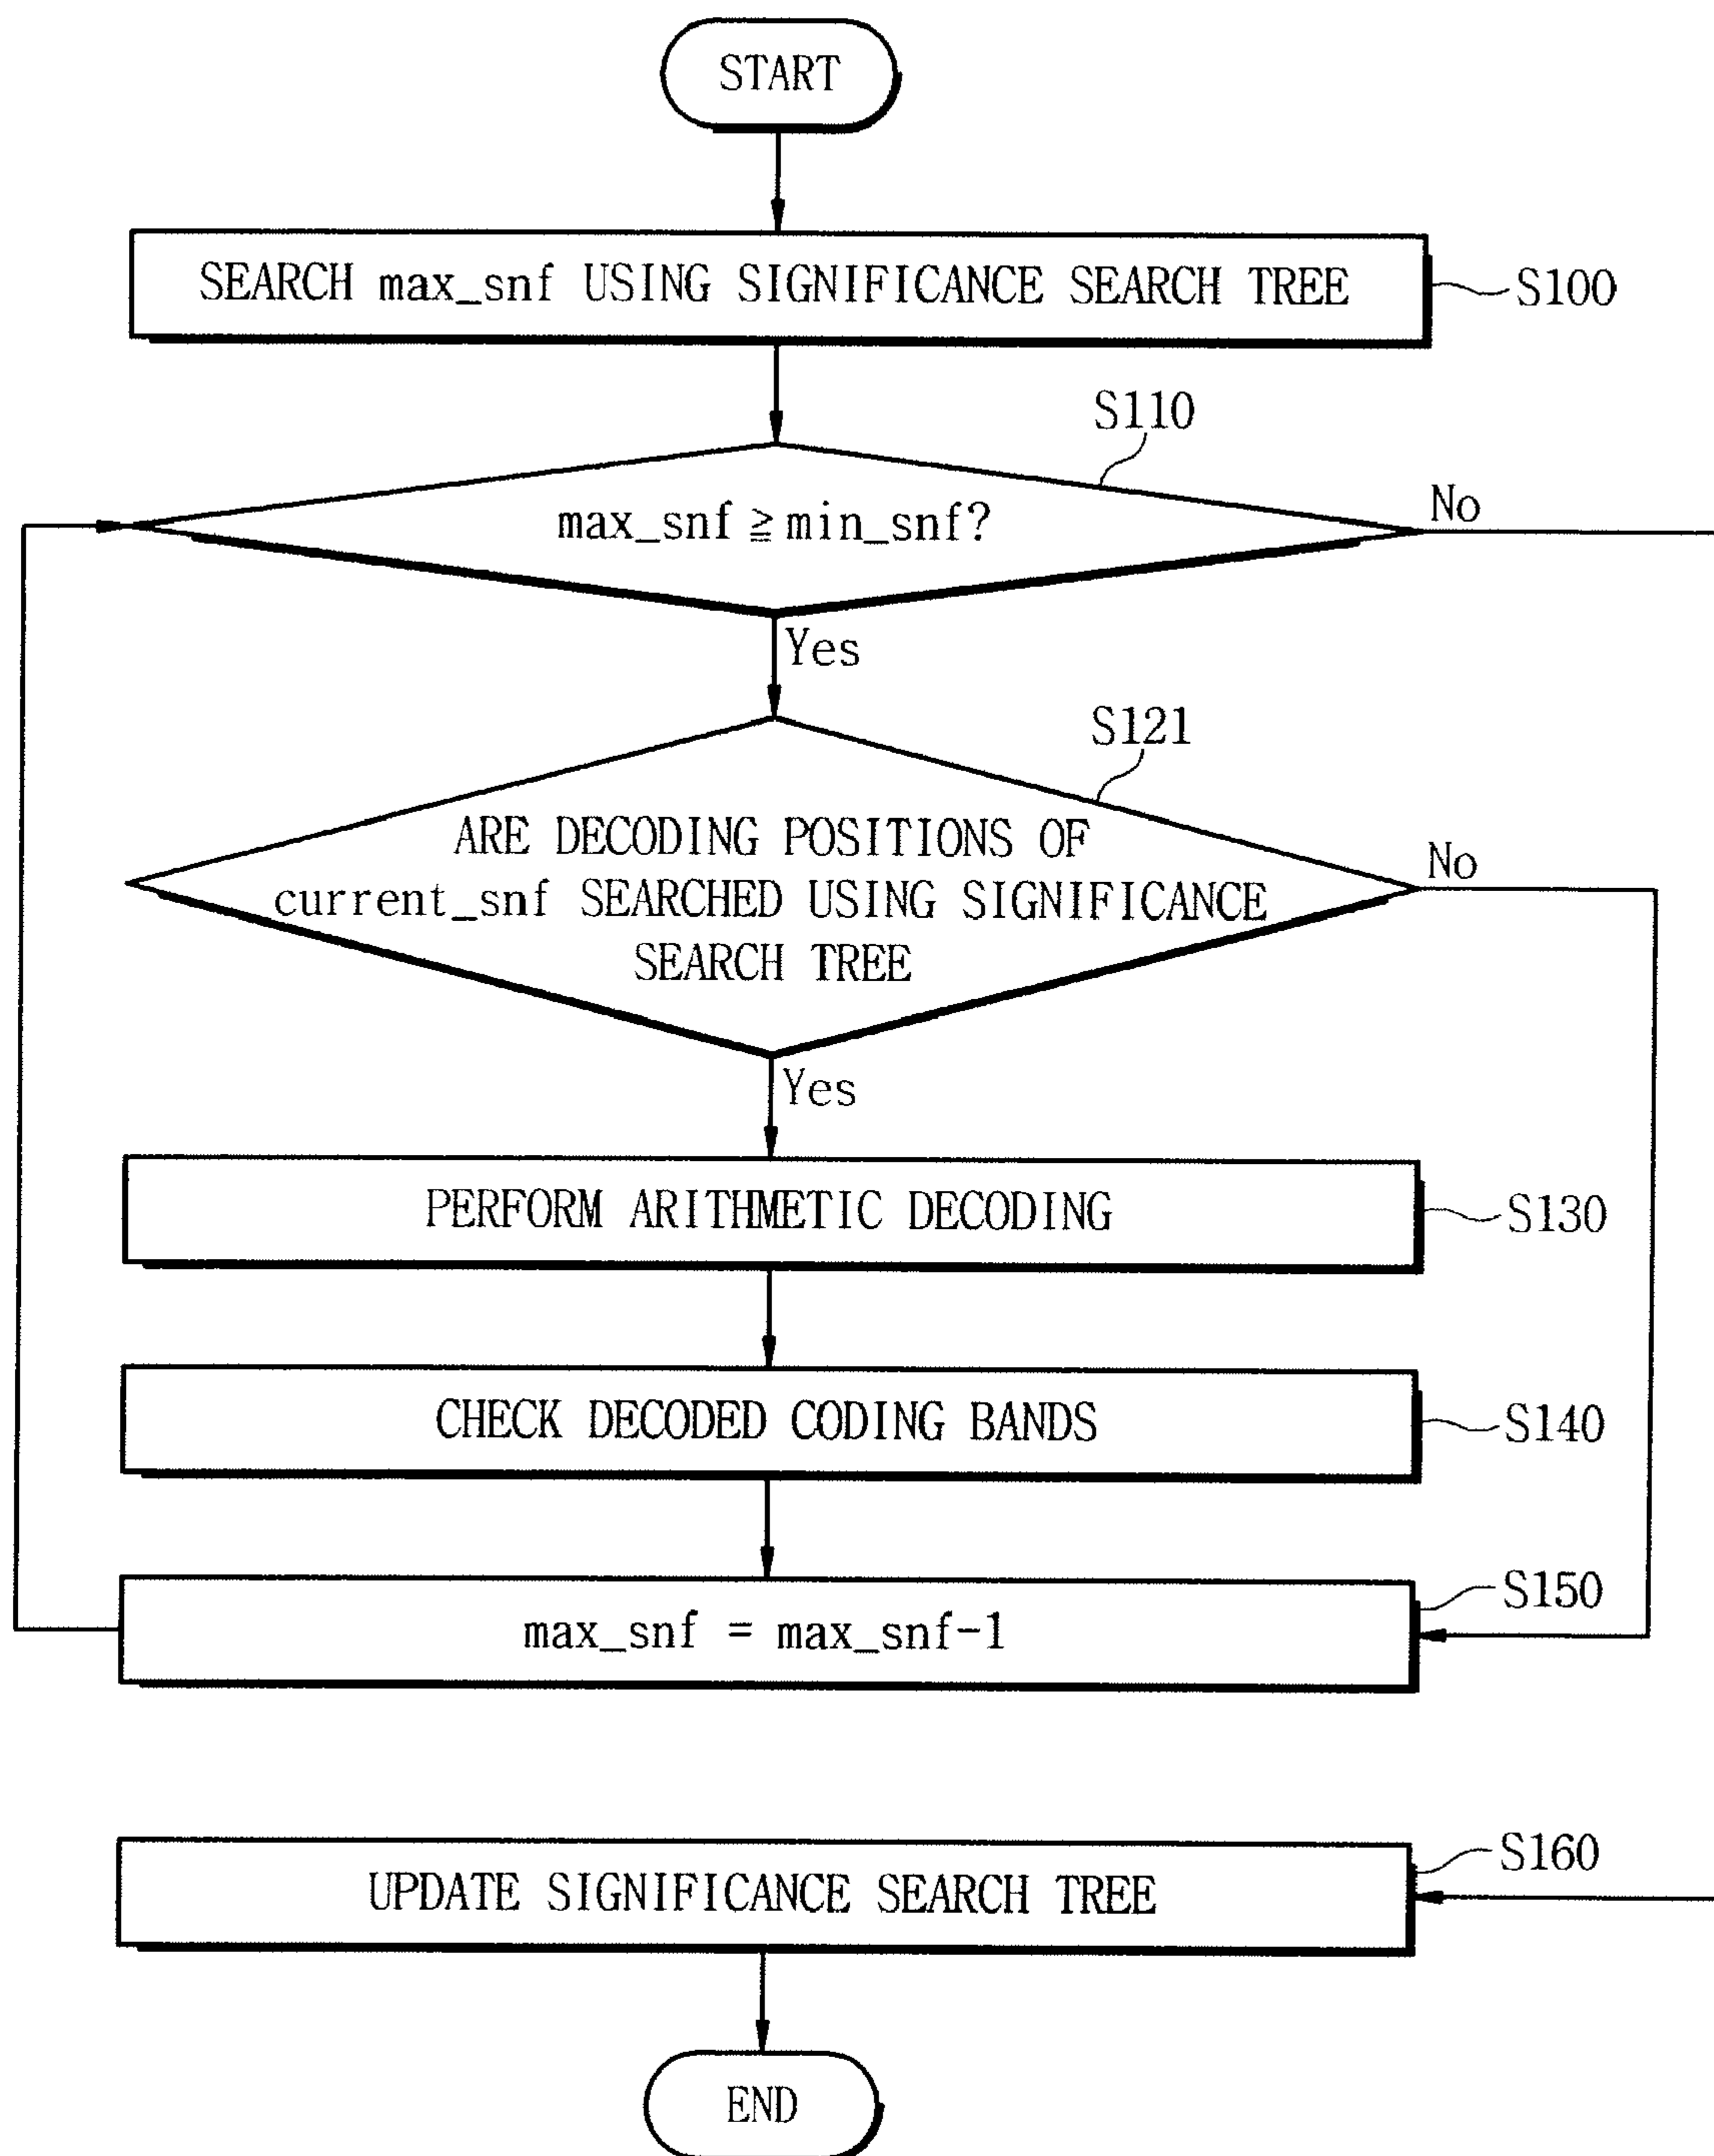 START
SEARCH max_snf USING SIGNIFICANCE SEARCH TREE
S100
S110
max_snf ≧ min_snf?
No
Yes
S121
ARE DECODING POSITIONS OF
current_snf SEARCHED USING SIGNIFICANCE
SEARCH TREE
No
Yes
PERFORM ARITHMETIC DECODING
S130
CHECK DECODED CODING BANDS
S140
max_snf = max_snf-1
S150
UPDATE SIGNIFICANCE SEARCH TREE
S160
END